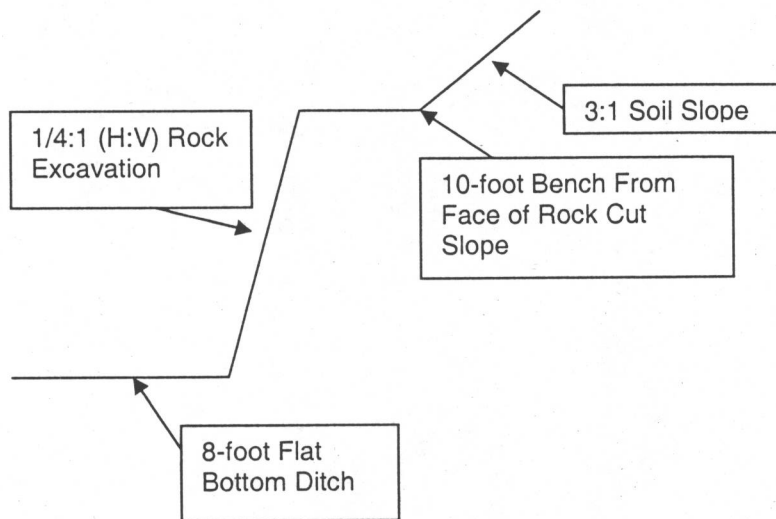 1/4:1 (H:V) Rock
Excavation
3:1 Soil Slope
10-foot Bench From
Face of Rock Cut
Slope
8-foot Flat
Bottom Ditch